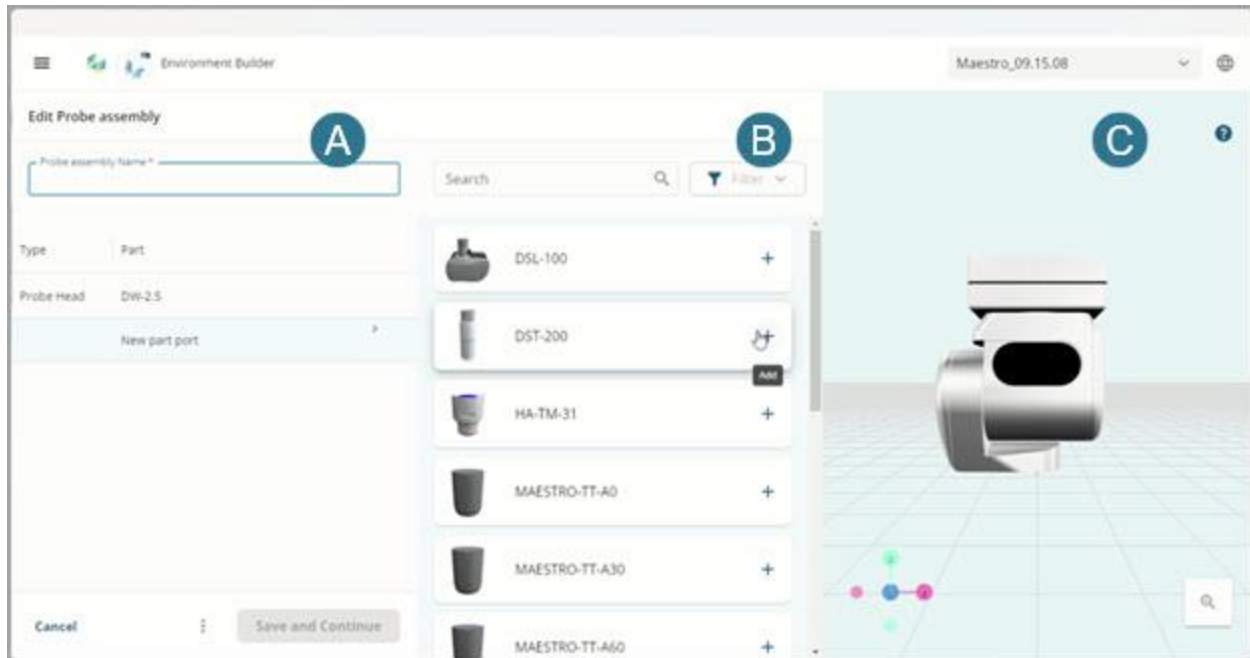 Environment Builder
Maestro_09.15.08
Edit Probe assembly
A
B
C
?
Probe assembly Name *
Search
Filter
Type
Part
DSL-100
Probe Head
DW-2.5
New part port
DST-200
Add
HA-TM-31
MAESTRO-TT-A0
MAESTRO-TT-A30
MAESTRO-TT-A60
Cancel
Save and Continue